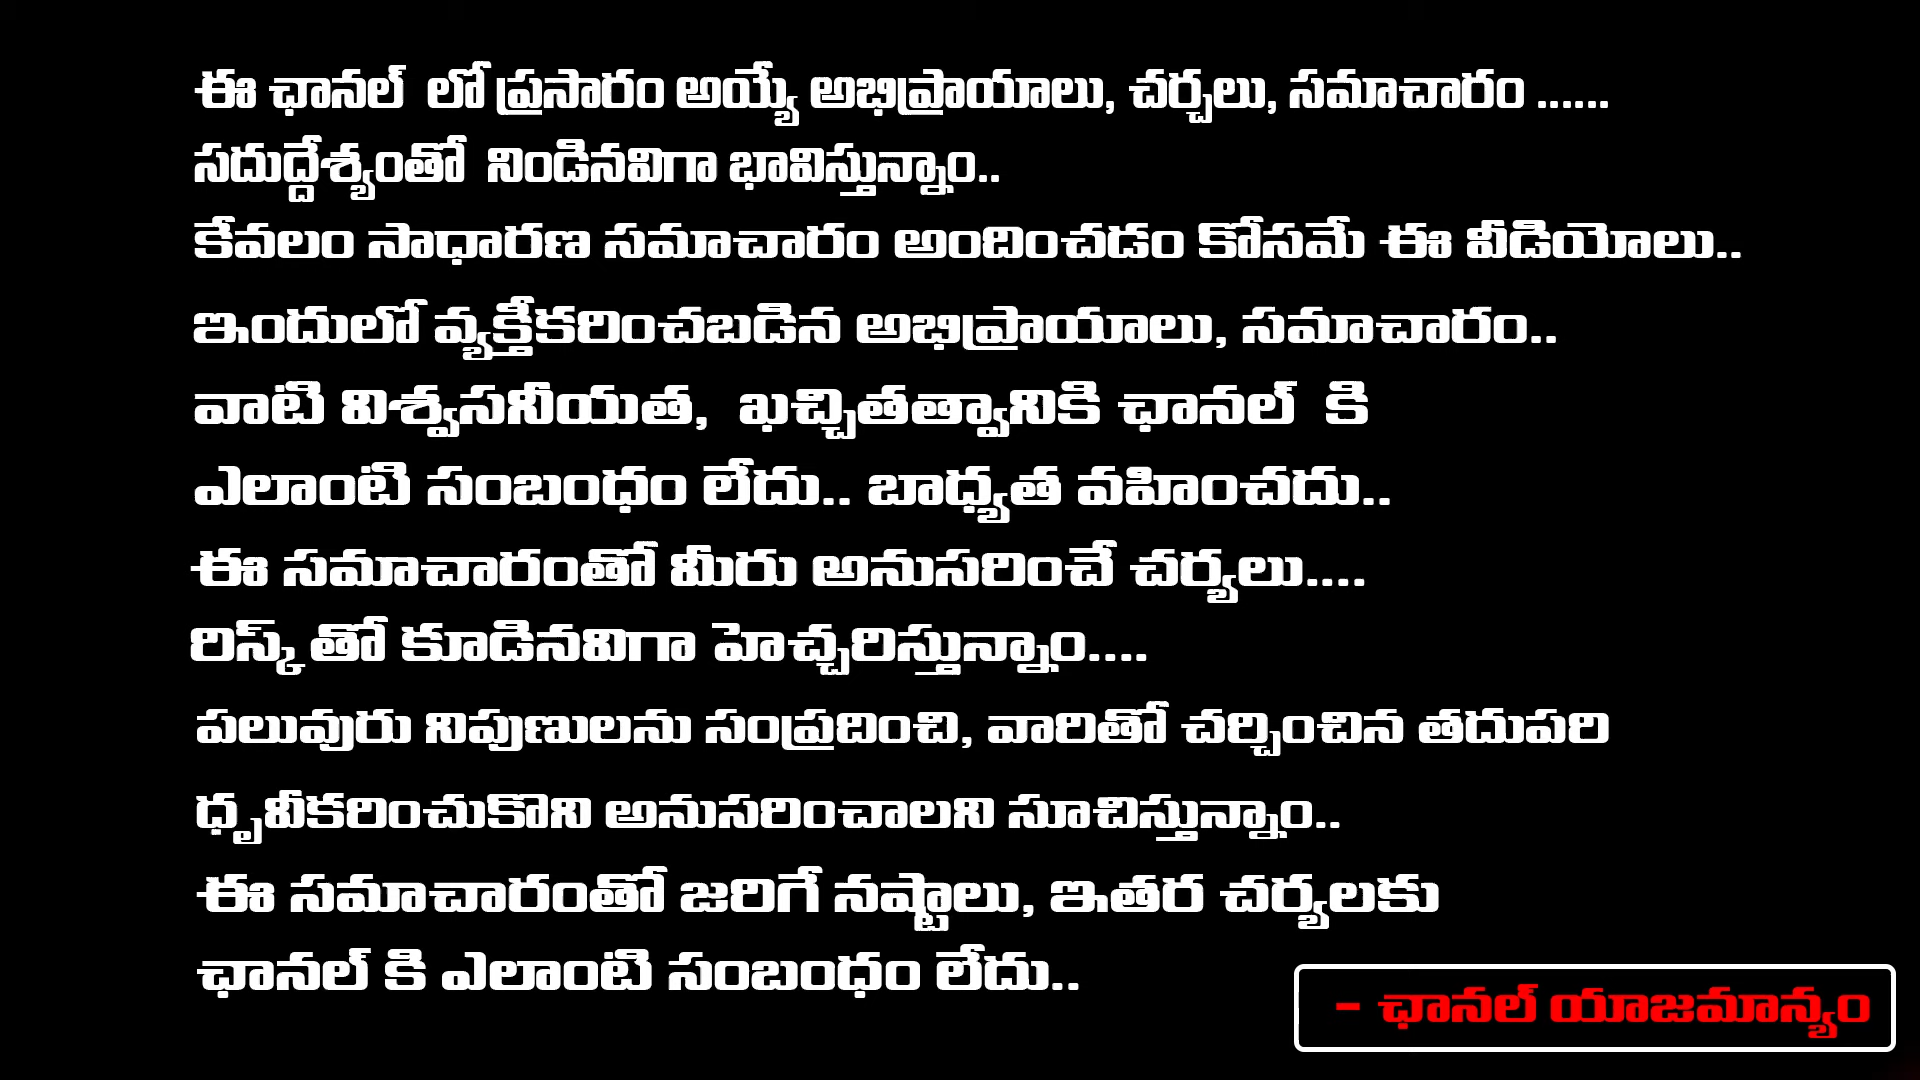 ఈ ఛానల్ లో ప్రసారం అయ్యే అభిప్రాయాలు, చర్చలు, సమాచారం ......
సదుద్దేశ్యంతో నిండినవిగా భావిస్తున్నాం..
కేవలం సాధారణ సమాచారం అందించడం కోసమే ఈ వీడియోలు..
ఇందులో వ్యక్తీకరించబడిన అభిప్రాయాలు, సమాచారం..
వాటి విశ్వసనీయత, ఖచ్చితత్వానికి ఛానల్ కి
ఎలాంటి సంబంధం లేదు.. బాధ్యత వహించదు..
ఈ సమాచారంతో మీరు అనుసరించే చర్యలు....
రిస్క్ తో కూడినవిగా హెచ్చరిస్తున్నాం....
పలువురు నిపుణులను సంప్రదించి, వారితో చర్చించిన తదుపరి
ధృవీకరించుకొని అనుసరించాలని సూచిస్తున్నాం..
ఈ సమాచారంతో జరిగే నష్టాలు, ఇతర చర్యలకు
ఛానల్ కి ఎలాంటి సంబంధం లేదు..
- ఛానల్ యాజమాన్యం